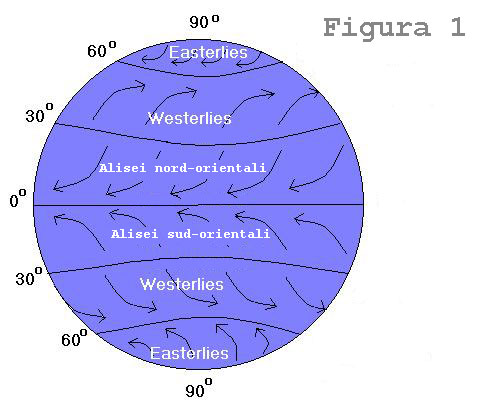 90°
Figura 1
60°
Easterlies
30°
Westerlies
Alisei nord-orientali
0°
Alisei sud-orientali
30°
Westerlies
60°
Easterlies
90°